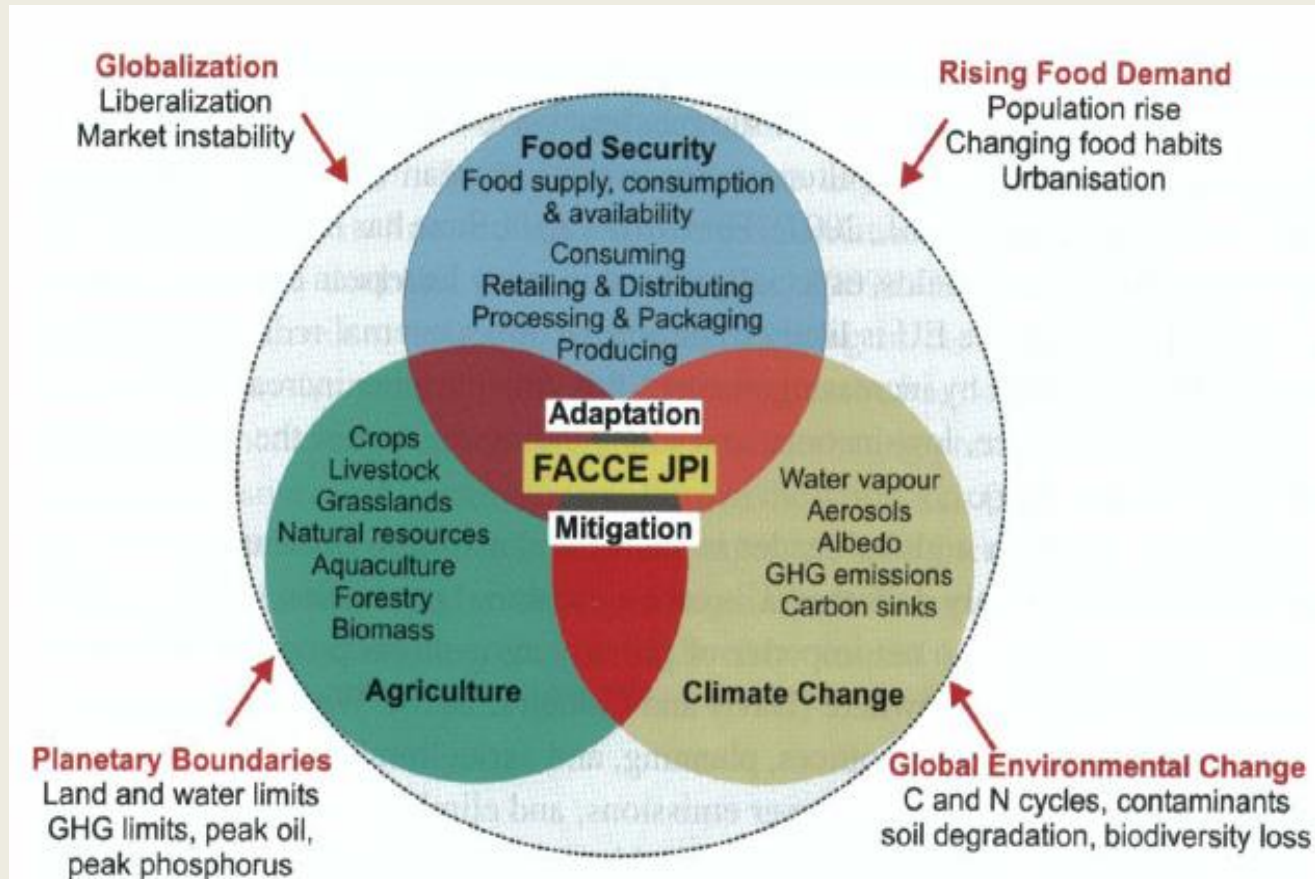 Globalization
Liberalization
Market instability
Rising Food Demand
Population rise
Changing food habits
Urbanisation
Food Security
Food supply, consumption
& availability
Consuming
Retailing & Distributing
Processing & Packaging
Producing
Adaptation
FACCE JPI
Mitigation
Crops
Livestock
Grasslands
Natural resources
Aquaculture
Forestry
Biomass
Agriculture
Water vapour
Aerosols
Albedo
GHG emissions
Carbon sinks
Climate Change
Planetary Boundaries
Land and water limits
GHG limits, peak oil,
peak phosphorus
Global Environmental Change
C and N cycles, contaminants
soil degradation, biodiversity loss